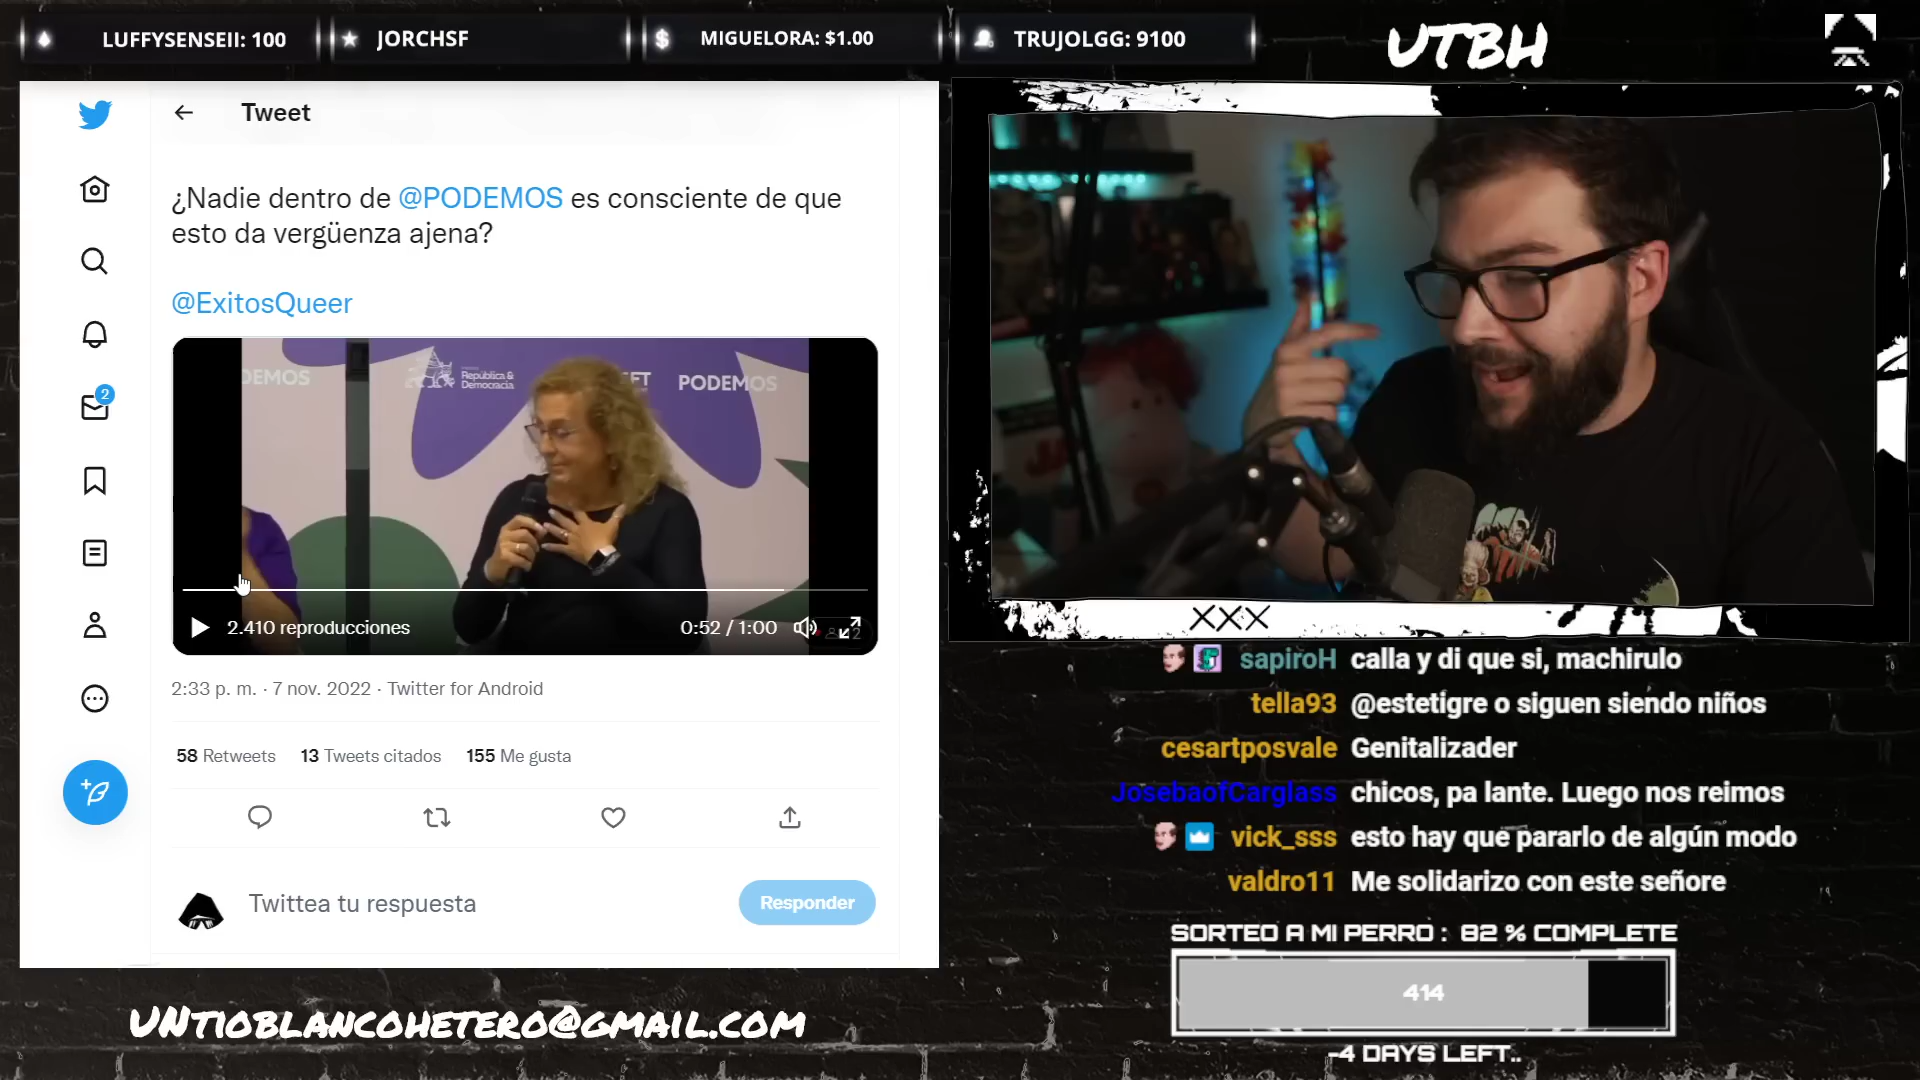 LUFFYSENSEII: 100
JORCHSF
MIGUELORA: $1.00
TRUJOLGG: 9100
UTBH
Tweet
¿Nadie dentro de @PODEMOS es consciente de que
esto da vergüenza ajena?
@ExitosQueer
DEMOS
República &
Democracia
PODEMOS
2
2.410 reproducciones
0:52 / 1:00
2:33 p. m. · 7 nov. 2022 · Twitter for Android
58 Retweets 13 Tweets citados 155 Me gusta
Twittea tu respuesta
Responder
UNTIOBLANCOHETERO@GMAIL.COM
XXX
sapiroH calla y di que si, machirulo
tella93 @estetigre o siguen siendo niños
cesartposvale Genitalizader
JosebaofCarglass chicos, pa lante. Luego nos reimos
vick_sss esto hay que pararlo de algún modo
valdro11 Me solidarizo con este señore
SORTEO A MI PERRO : 82 % COMPLETE
414
-4 DAYS LEFT..